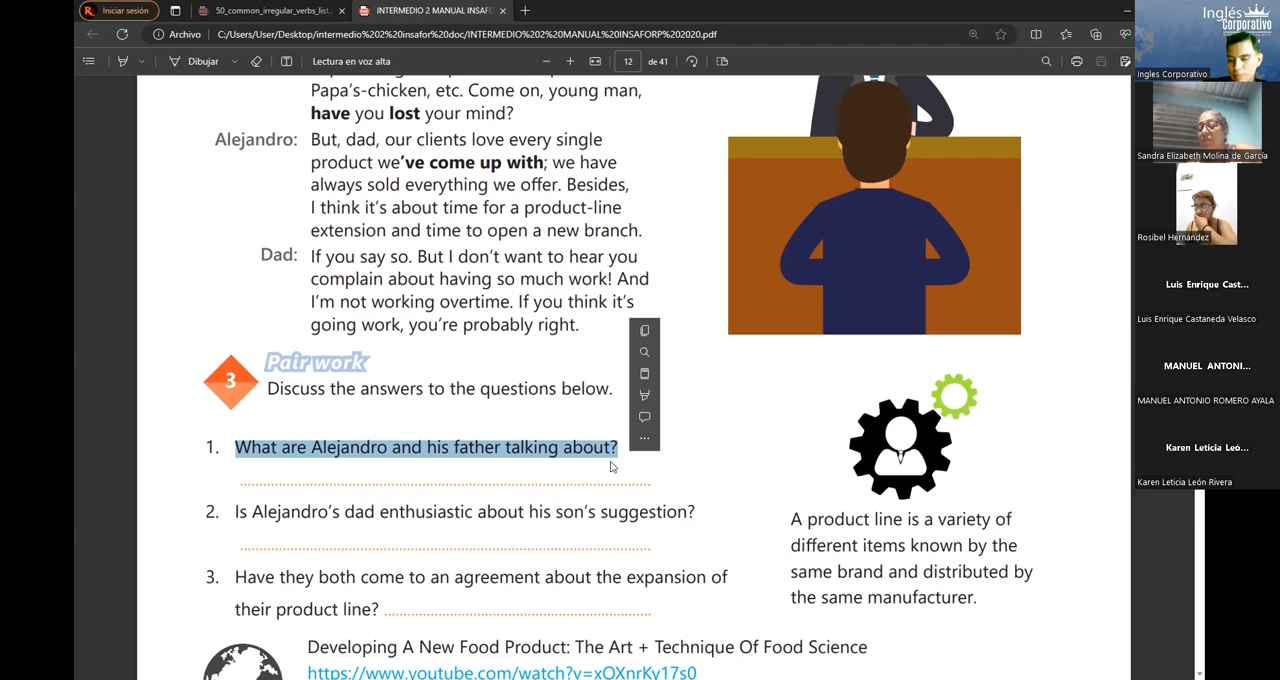 Iniciar sesión
50_common_irregular_verbs_list.
INTERMEDIO 2 MANUAL INSAFOR
Archivo
C:/Users/User/Desktop/intermedio%202%20insafor%20doc/INTERMEDIO%202%20MANUAL%20INSAFORP%202020.pdf
Dibujar
Lectura en voz alta
12
de 41
Papa's-chicken, etc. Come on, young man,
have you lost your mind?
Alejandro: But, dad, our clients love every single
product we've come up with; we have
always sold everything we offer. Besides,
I think it's about time for a product-line
extension and time to open a new branch.
Dad: If you say so. But I don't want to hear you
complain about having so much work! And
I'm not working overtime. If you think it's
going work, you're probably right.
3
Pair work
Discuss the answers to the questions below.
1. What are Alejandro and his father talking about?
2. Is Alejandro's dad enthusiastic about his son's suggestion?
3. Have they both come to an agreement about the expansion of
their product line?
A product line is a variety of
different items known by the
same brand and distributed by
the same manufacturer.
Developing A New Food Product: The Art + Technique Of Food Science
https://www.youtube.com/watch?v=xOXnrKy17s0
Inglés
Corporativo
Ingles Corporativo
Sandra Elizabeth Molina de García
Rosibel Hernández
Luis Enrique Cast...
Luis Enrique Castaneda Velasco
MANUEL ANTONI...
MANUEL ANTONIO ROMERO AYALA
Karen Leticia Leó...
Karen Leticia León Rivera